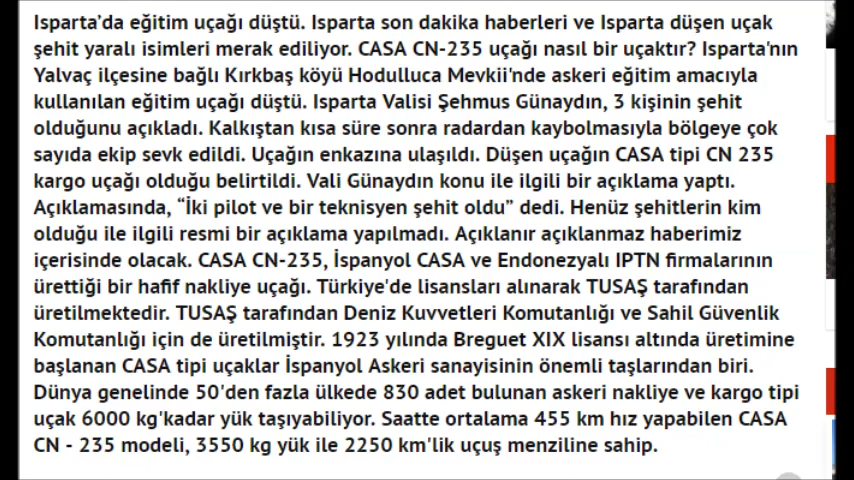 Isparta’da eğitim uçağı düştü. Isparta son dakika haberleri ve Isparta düşen uçak
şehit yaralı isimleri merak ediliyor. CASA CN-235 uçağı nasıl bir uçaktır? Isparta'nın
Yalvaç ilçesine bağlı Kırkbaş köyü Hodulluca Mevkii'nde askeri eğitim amacıyla
kullanılan eğitim uçağı düştü. Isparta Valisi Şehmus Günaydın, 3 kişinin şehit
olduğunu açıkladı. Kalkıştan kısa süre sonra radardan kaybolmasıyla bölgeye çok
sayıda ekip sevk edildi. Uçağın enkazına ulaşıldı. Düşen uçağın CASA tipi CN 235
kargo uçağı olduğu belirtildi. Vali Günaydın konu ile ilgili bir açıklama yaptı.
Açıklamasında, “İki pilot ve bir teknisyen şehit oldu” dedi. Henüz şehitlerin kim
olduğu ile ilgili resmi bir açıklama yapılmadı. Açıklanır açıklanmaz haberimiz
içerisinde olacak. CASA CN-235, İspanyol CASA ve Endonezyalı IPTN firmalarının
ürettiği bir hafif nakliye uçağı. Türkiye'de lisansları alınarak TUSAŞ tarafından
üretilmektedir. TUSAŞ tarafından Deniz Kuvvetleri Komutanlığı ve Sahil Güvenlik
Komutanlığı için de üretilmiştir. 1923 yılında Breguet XIX lisansı altında üretimine
başlanan CASA tipi uçaklar İspanyol Askeri sanayisinin önemli taşlarından biri.
Dünya genelinde 50'den fazla ülkede 830 adet bulunan askeri nakliye ve kargo tipi
uçak 6000 kg'kadar yük taşıyabiliyor. Saatte ortalama 455 km hız yapabilen CASA
CN - 235 modeli, 3550 kg yük ile 2250 km'lik uçuş menziline sahip.